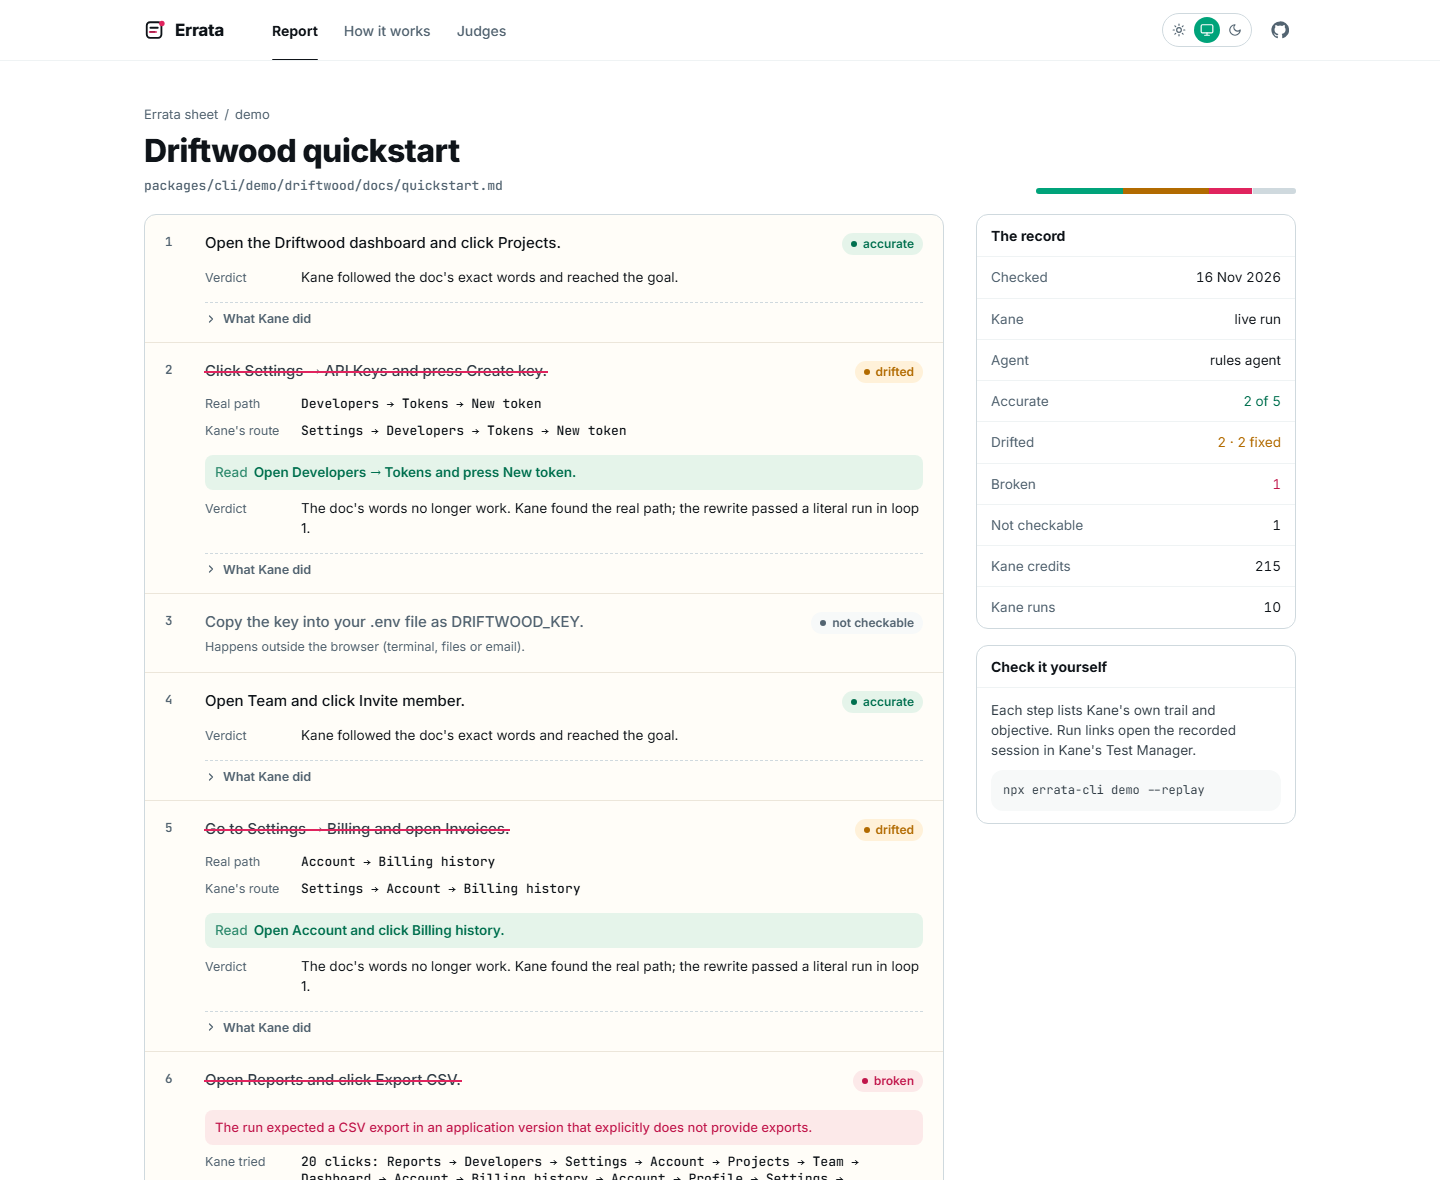 Errata
Report
How it works
Judges
Errata sheet / demo
Driftwood quickstart
packages/cli/demo/driftwood/docs/quickstart.md
1
Open the Driftwood dashboard and click Projects.
accurate
Verdict
Kane followed the doc's exact words and reached the goal.
What Kane did
2
Click Settings → API Keys and press Create key.
drifted
Real path
Developers → Tokens → New token
Kane's route
Settings → Developers → Tokens → New token
Read Open Developers → Tokens and press New token.
Verdict
The doc's words no longer work. Kane found the real path; the rewrite passed a literal run in loop
1.
What Kane did
3
Copy the key into your .env file as DRIFTWOOD_KEY.
not checkable
Happens outside the browser (terminal, files or email).
4
Open Team and click Invite member.
accurate
Verdict
Kane followed the doc's exact words and reached the goal.
What Kane did
5
Go to Settings → Billing and open Invoices.
drifted
Real path
Account → Billing history
Kane's route
Settings → Account → Billing history
Read Open Account and click Billing history.
Verdict
The doc's words no longer work. Kane found the real path; the rewrite passed a literal run in loop
1.
What Kane did
6
Open Reports and click Export CSV.
broken
The run expected a CSV export in an application version that explicitly does not provide exports.
Kane tried
20 clicks: Reports → Developers → Settings → Account → Projects → Team →
Dashboard → Account → Billing history → Account → Profile → Settings →
The record
Checked
16 Nov 2026
Kane
live run
Agent
rules agent
Accurate
2 of 5
Drifted
2 · 2 fixed
Broken
1
Not checkable
1
Kane credits
215
Kane runs
10
Check it yourself
Each step lists Kane's own trail and
objective. Run links open the recorded
session in Kane's Test Manager.
npx errata-cli demo --replay